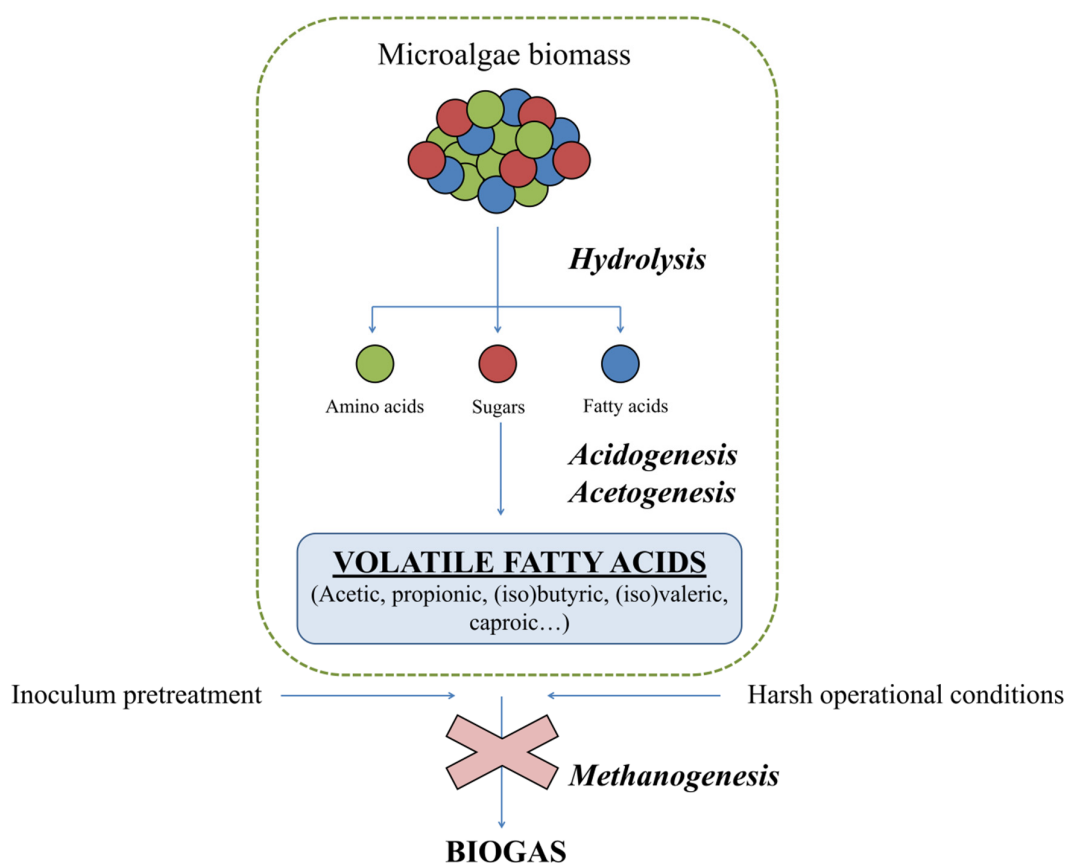 Microalgae biomass
Hydrolysis
Amino acids
Sugars
Fatty acids
Acidogenesis
Acetogenesis
VOLATILE FATTY ACIDS
(Acetic, propionic, (iso)butyric, (iso)valeric,
caproic…)
Inoculum pretreatment
Harsh operational conditions
Methanogenesis
BIOGAS